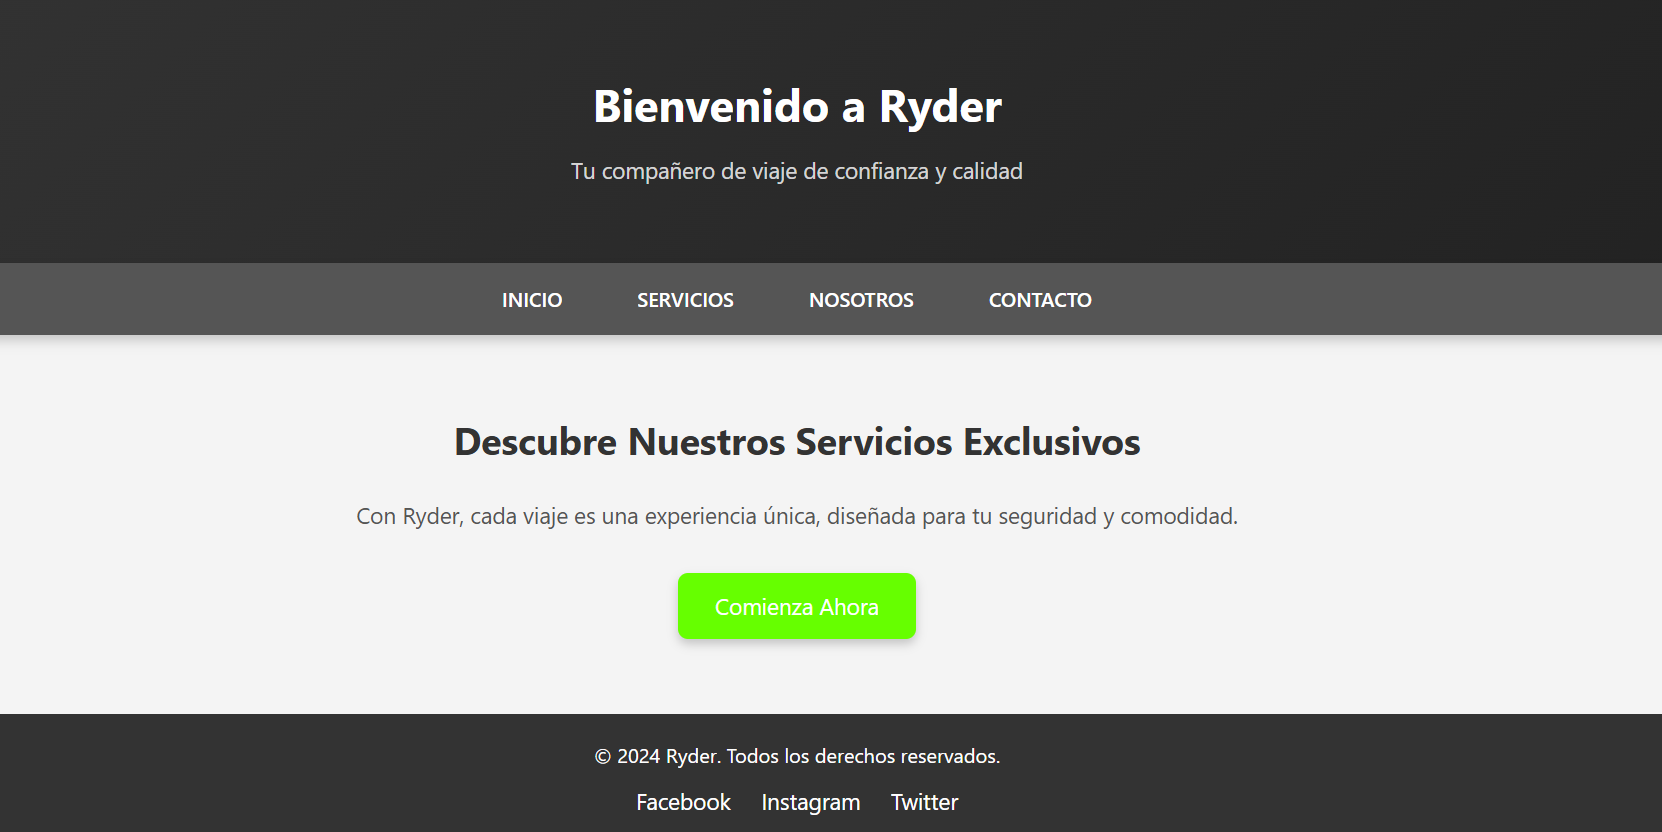 Bienvenido a Ryder
Tu compañero de viaje de confianza y calidad
INICIO SERVICIOS NOSOTROS CONTACTO
Descubre Nuestros Servicios Exclusivos
Con Ryder, cada viaje es una experiencia única, diseñada para tu seguridad y comodidad.
Comienza Ahora
© 2024 Ryder. Todos los derechos reservados.
Facebook Instagram Twitter